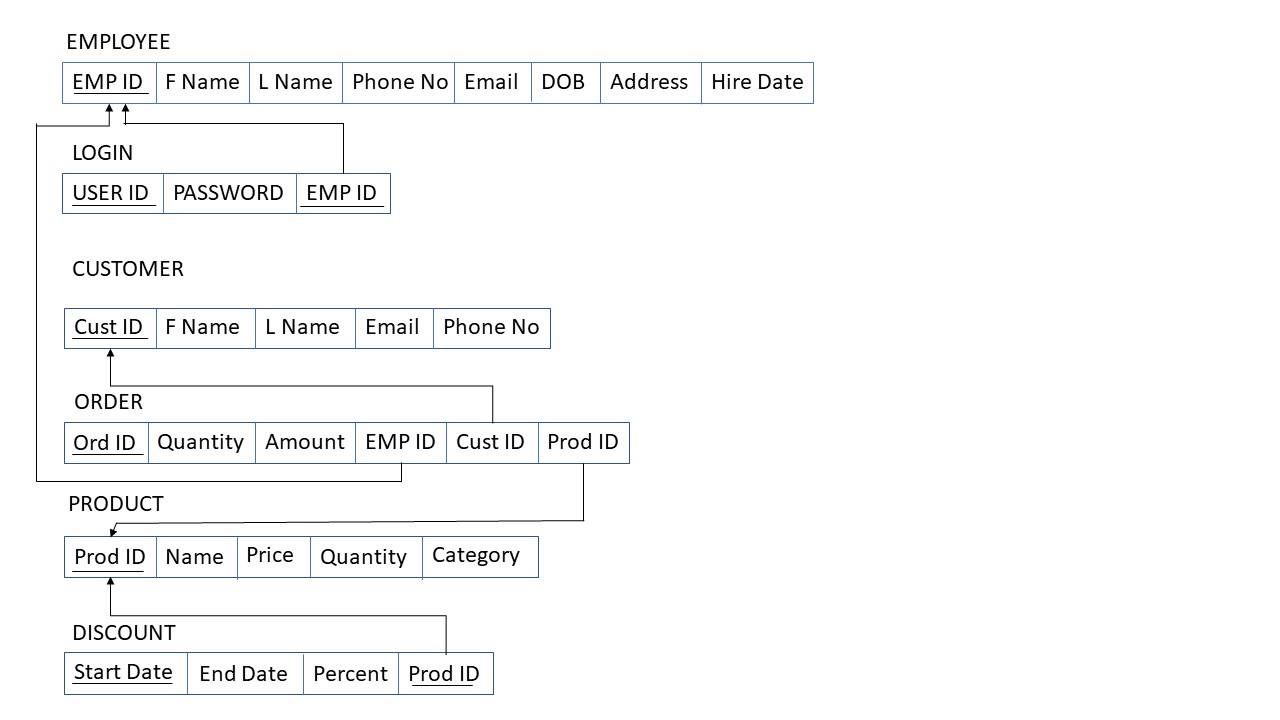 EMPLOYEE
EMP ID F Name L Name Phone No Email DOB Address Hire Date
LOGIN
USER ID PASSWORD EMP ID
CUSTOMER
Cust ID F Name L Name Email Phone No
ORDER
Ord ID Quantity Amount EMP ID Cust ID Prod ID
PRODUCT
Prod ID Name Price Quantity Category
DISCOUNT
Start Date End Date Percent Prod ID